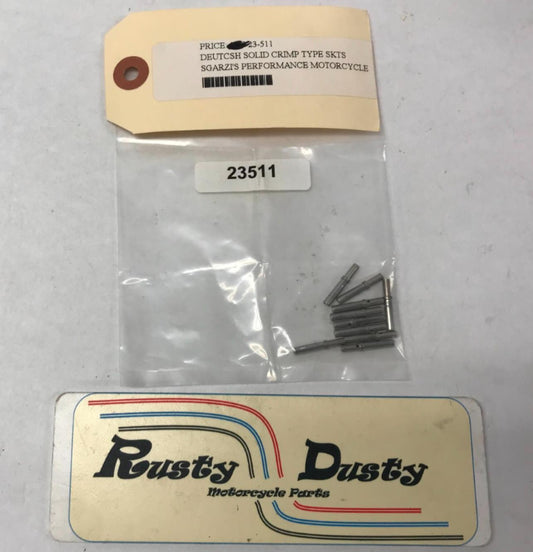 PRICE 23-511
DEUTCSH SOLID CRIMP TYPE SKTS
SGARZI'S PERFORMANCE MOTORCYCLE
23511
Rusty Dusty
Motorcycle Parts